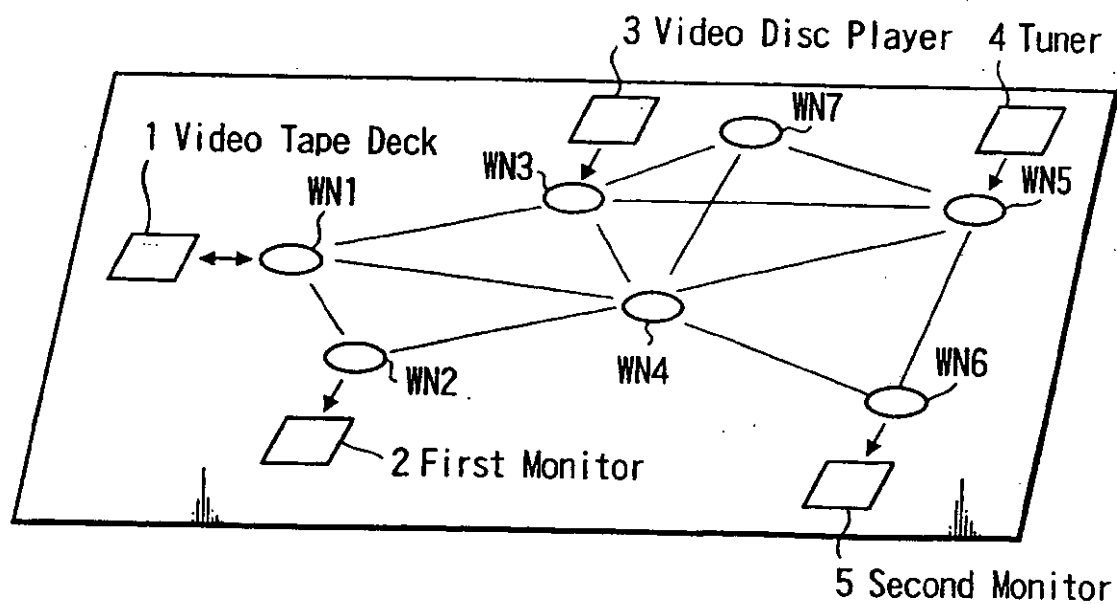 3 Video Disc Player
4 Tuner
WN7
1 Video Tape Deck
WN3
WN1
WN5
WN2
WN4
WN6
2 First Monitor
5 Second Monitor